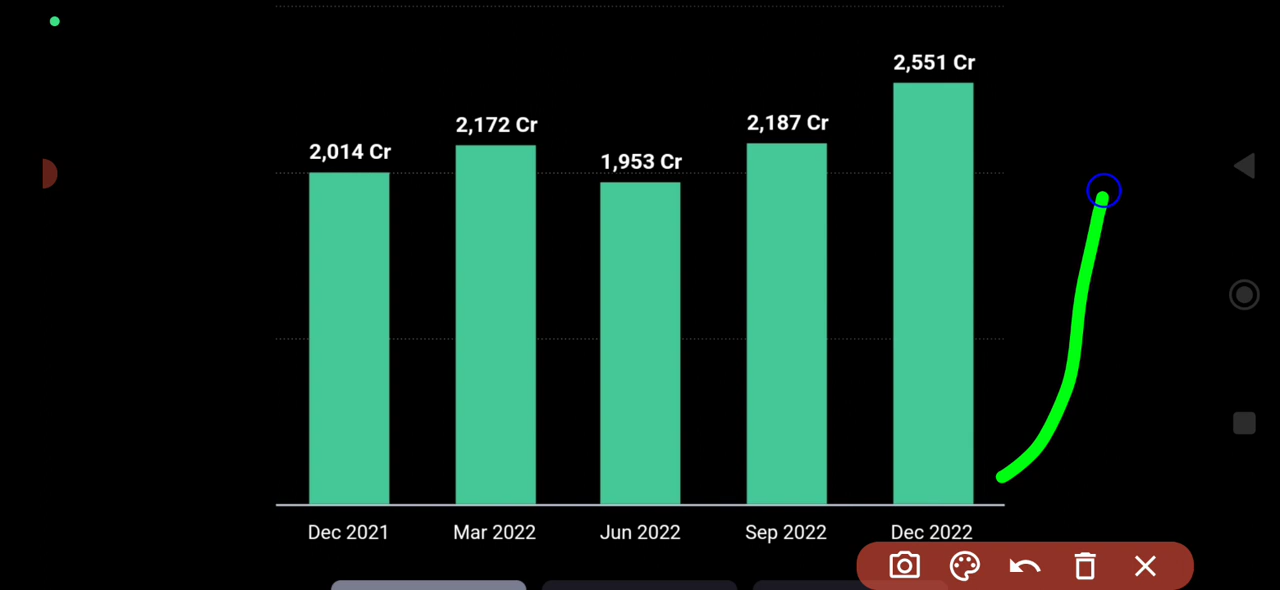 2,551 Cr
2,172 Cr
2,187 Cr
2,014 Cr
1,953 Cr
Dec 2021 Mar 2022 Jun 2022 Sep 2022 Dec 2022